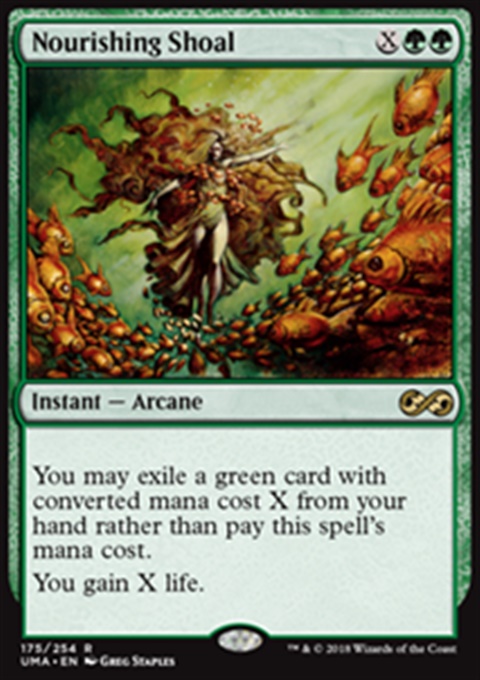 Nourishing Shoal X
Instant — Arcane
You may exile a green card with
converted mana cost X from your
hand rather than pay this spell's
mana cost.
You gain X life.
175/254 R
UMA • EN Greg Staples
™ & © 2018 Wizards of the Coast